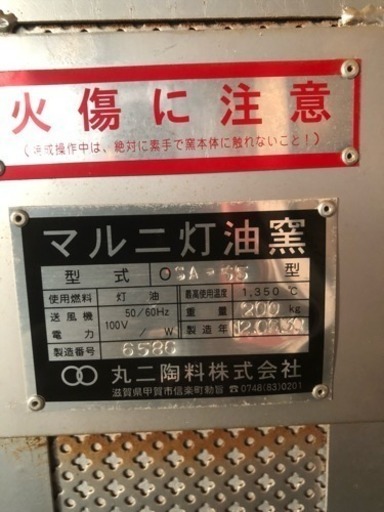 火傷に注意
(焼成操作中は、絶対に素手で窯本体に触れないこと!)
マルニ灯油窯
型式 OSA-55 型
使用燃料 灯油 最高使用温度 1,350℃
送風機 50/60Hz 重量 200kg
電力 100V / W 製造年
製造番号 6580
丸二陶料株式会社
滋賀県甲賀市信楽町勅旨 ☎0748(83)0201